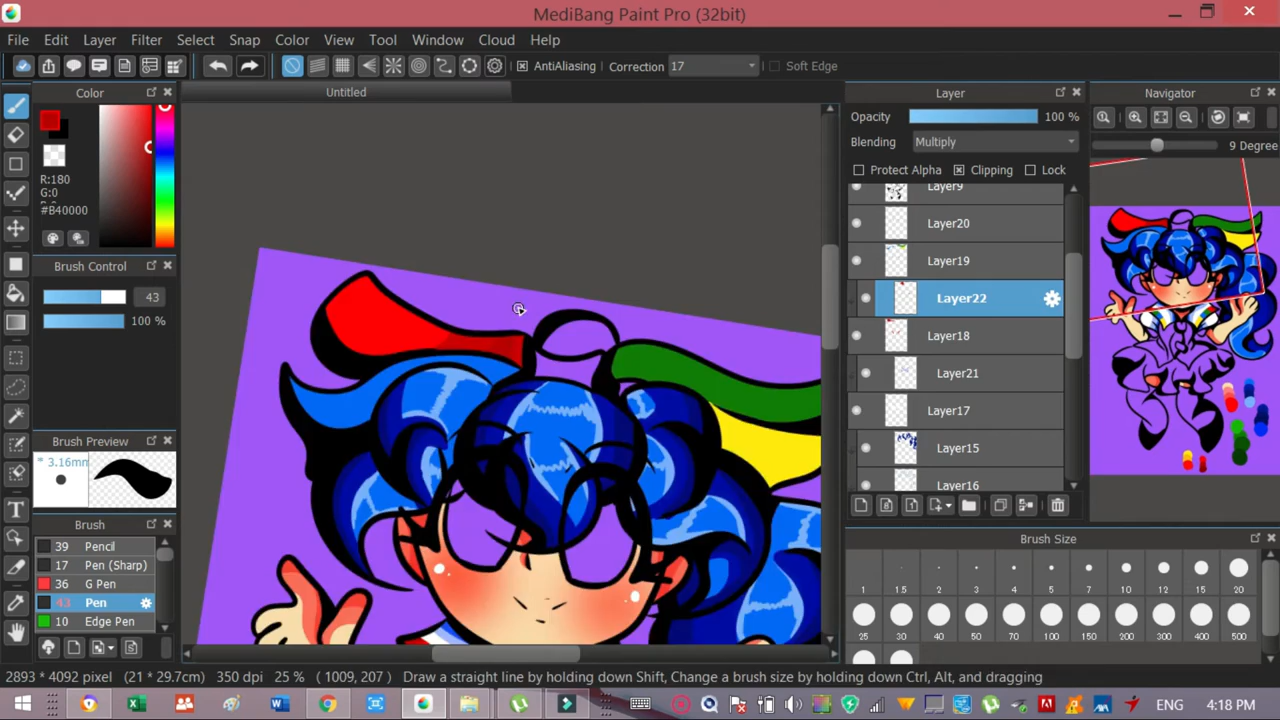 MediBang Paint Pro (32bit)
File Edit Layer Filter Select Snap Color View Tool Window Cloud Help
AntiAliasing Correction 17 Soft Edge
Color
Untitled
Layer
Navigator
Opacity 100 %
Blending Multiply
9 Degree
Protect Alpha Clipping Lock
R:180
G:0
#B40000
Layer9
Layer20
Layer19
Layer22
Layer18
Layer21
Layer17
Layer15
Layer16
Brush Control
43
100 %
Brush Preview
* 3.16mm
Brush
39 Pencil
17 Pen (Sharp)
36 G Pen
43 Pen
10 Edge Pen
Brush Size
1 1.5 2 3 4 5 7 10 12 15 20
25 30 40 50 70 100 150 200 300 400 500
2893 * 4092 pixel (21 * 29.7cm) 350 dpi 25 % (1009, 207) Draw a straight line by holding down Shift, Change a brush size by holding down Ctrl, Alt, and dragging
4:18 PM